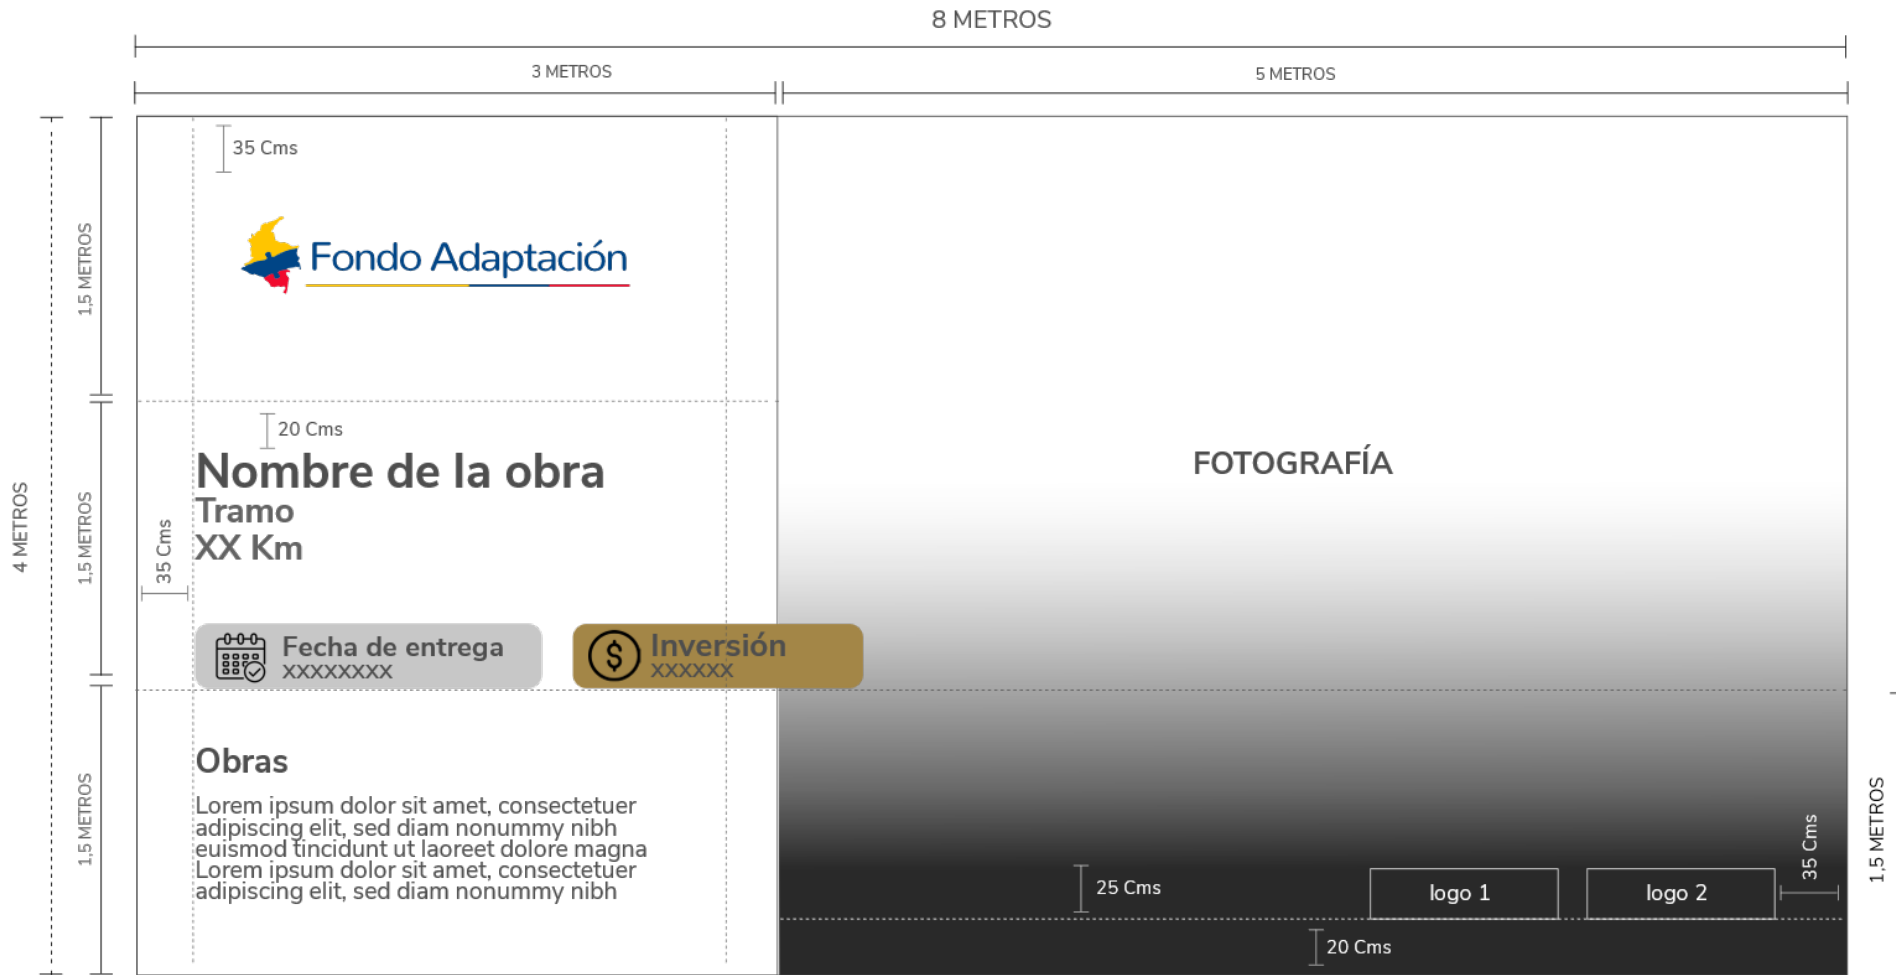 8 METROS
3 METROS
5 METROS
35 Cms
1,5 METROS
Fondo Adaptación
20 Cms
Nombre de la obra
Tramo
XX Km
FOTOGRAFÍA
4 METROS
1,5 METROS
35 Cms
Fecha de entrega
XXXXXXXX
Inversión
XXXXXX
Obras
Lorem ipsum dolor sit amet, consectetuer
adipiscing elit, sed diam nonummy nibh
euismod tincidunt ut laoreet dolore magna
Lorem ipsum dolor sit amet, consectetuer
adipiscing elit, sed diam nonummy nibh
1,5 METROS
25 Cms
logo 1
logo 2
35 Cms
1,5 METROS
20 Cms